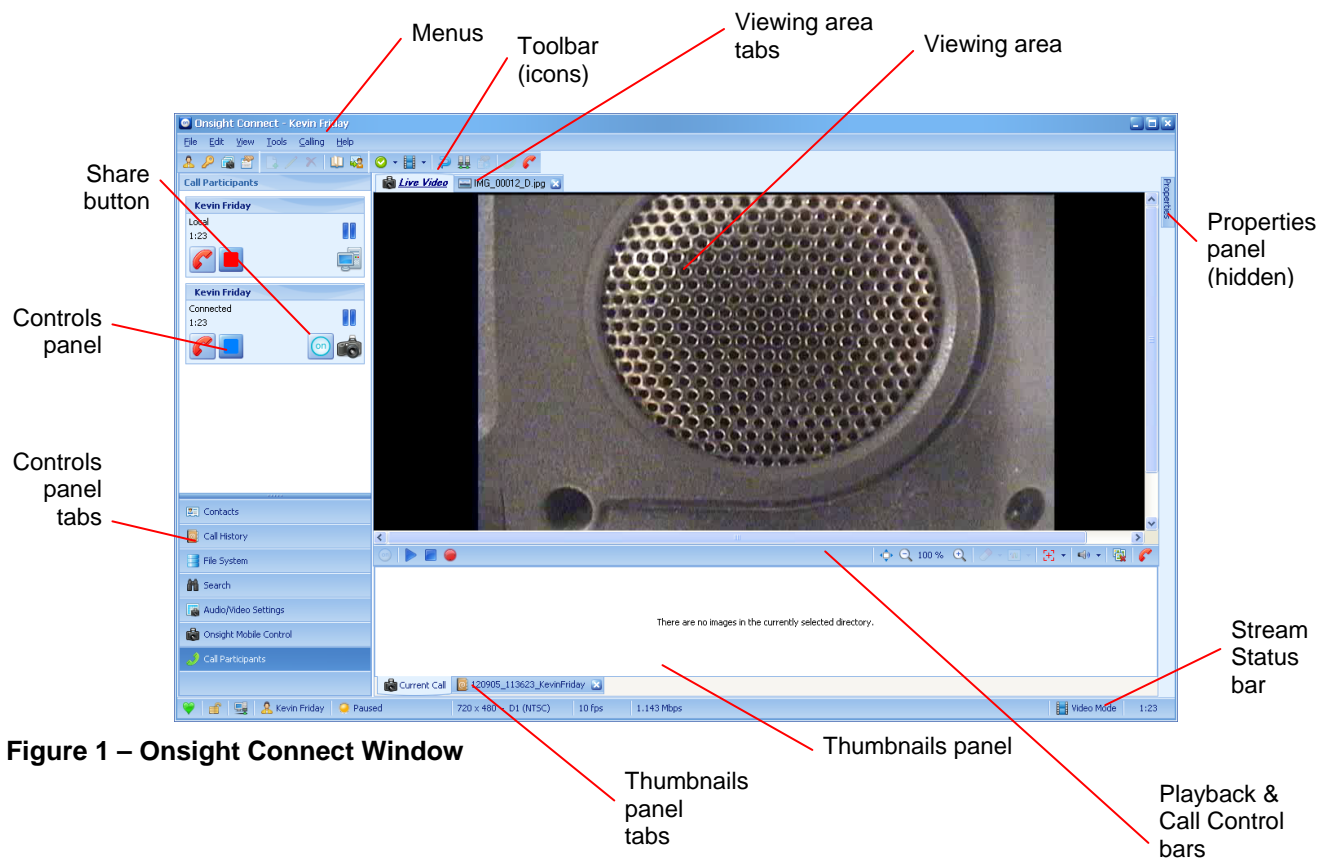 Menus
Toolbar
(icons)
Viewing area
tabs
Viewing area
Onsight Connect - Kevin Friday
File Edit View Tools Calling Help
Share
button
Call Participants
Live Video
IMG_00012_D.jpg
Properties
Kevin Friday
Local
1:23
Properties
panel
(hidden)
Kevin Friday
Connected
1:23
on
Controls
panel
Controls
panel
tabs
Contacts
Call History
File System
Search
Audio/Video Settings
Onsight Mobile Control
Call Participants
100 %
There are no images in the currently selected directory.
Stream
Status
bar
Current Call
120905_113623_KevinFriday
Kevin Friday
Paused
720 x 480 - D1 (NTSC)
10 fps
1.143 Mbps
Video Mode
1:23
Figure 1 – Onsight Connect Window
Thumbnails panel
Thumbnails
panel
tabs
Playback &
Call Control
bars